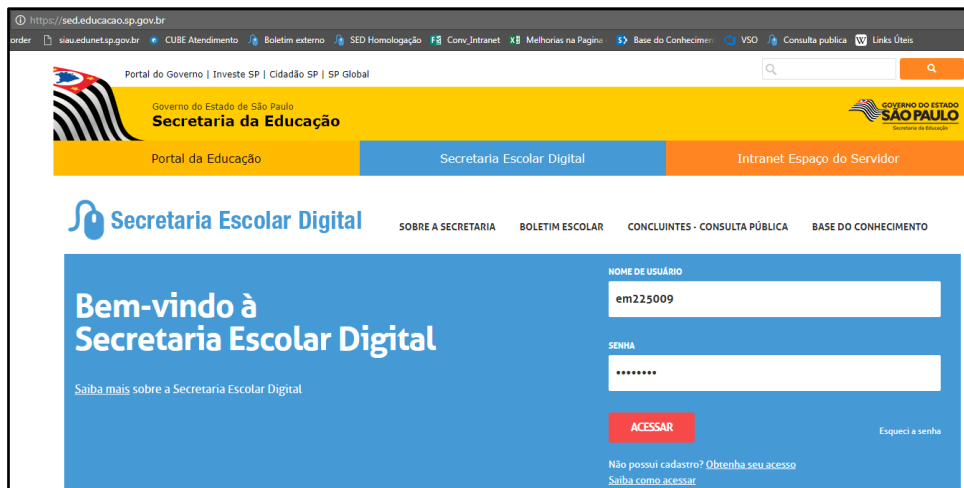 https://sed.educacao.sp.gov.br
order siau.edunet.sp.gov.br CUBE Atendimento Boletim externo SED Homologação Conv_Intranet Melhorias na Pagina Base do Conhecimen VSO Consulta publica Links Úteis
Portal do Governo | Investe SP | Cidadão SP | SP Global
Governo do Estado de São Paulo
Secretaria da Educação
GOVERNO DO ESTADO
SÃO PAULO
Secretaria da Educação
Portal da Educação Secretaria Escolar Digital Intranet Espaço do Servidor
Secretaria Escolar Digital SOBRE A SECRETARIA BOLETIM ESCOLAR CONCLUINTES - CONSULTA PÚBLICA BASE DO CONHECIMENTO
Bem-vindo à
Secretaria Escolar Digital
Saiba mais sobre a Secretaria Escolar Digital
NOME DE USUÁRIO
em225009
SENHA
••••••••
ACESSAR
Esqueci a senha
Não possui cadastro? Obtenha seu acesso
Saiba como acessar